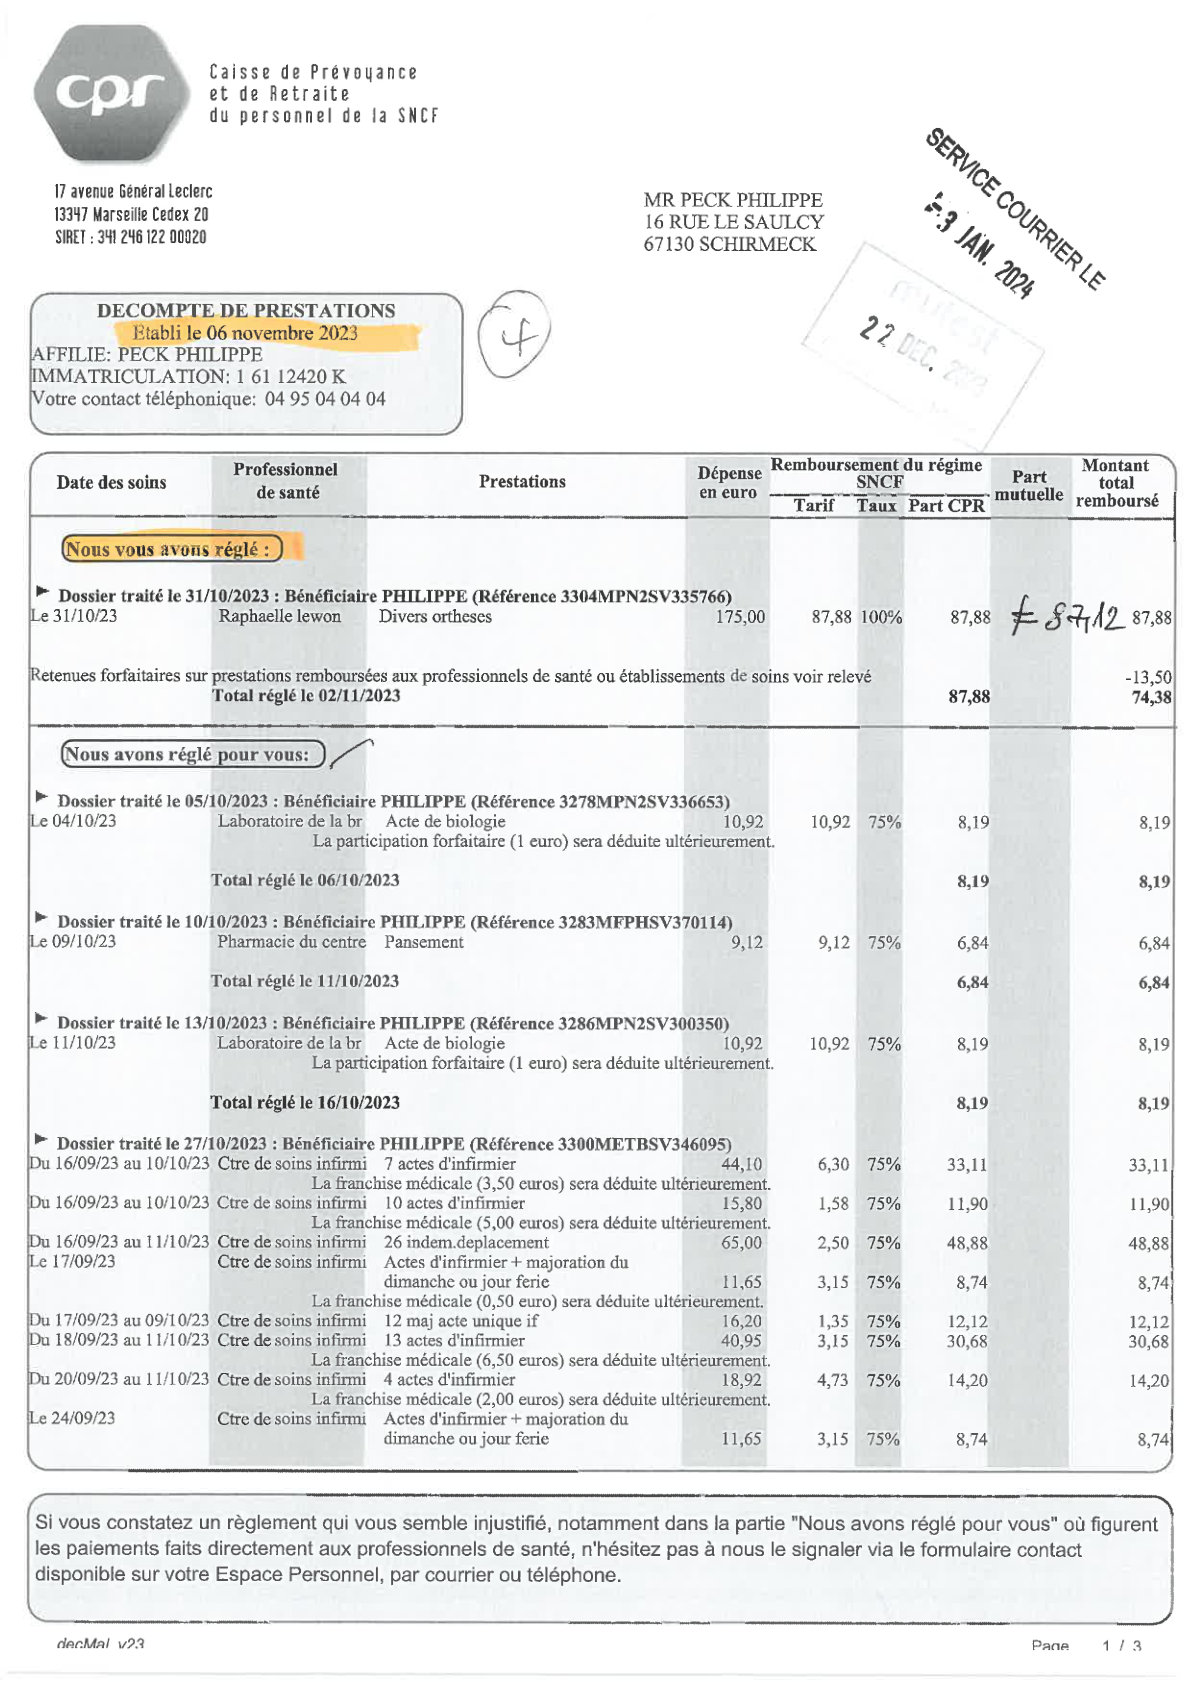 cpr
Caisse de Prévoyance
et de Retraite
du personnel de la SNCF
17 avenue Général Leclerc
13347 Marseille Cedex 20
SIRET : 341 246 122 00020
MR PECK PHILIPPE
16 RUE LE SAULCY
67130 SCHIRMECK
SERVICE COURRIER LE
- 3 JAN. 2024
22 DEC.
DECOMPTE DE PRESTATIONS
Etabli le 06 novembre 2023
AFFILIE: PECK PHILIPPE
IMMATRICULATION: 1 61 12420 K
Votre contact téléphonique: 04 95 04 04 04
Date des soins Professionnel de santé Prestations Dépense en euro Remboursement du régime SNCF Part mutuelle Montant total remboursé
Tarif Taux Part CPR
Nous vous avons réglé :
► Dossier traité le 31/10/2023 : Bénéficiaire PHILIPPE (Référence 3304MPN2SV335766)
Le 31/10/23 Raphaelle lewon Divers ortheses 175,00 87,88 100% 87,88 87,12 87,88
Retenues forfaitaires sur prestations remboursées aux professionnels de santé ou établissements de soins voir relevé -13,50
Total réglé le 02/11/2023 87,88 74,38
Nous avons réglé pour vous:
► Dossier traité le 05/10/2023 : Bénéficiaire PHILIPPE (Référence 3278MPN2SV336653)
Le 04/10/23 Laboratoire de la br Acte de biologie 10,92 10,92 75% 8,19 8,19
La participation forfaitaire (1 euro) sera déduite ultérieurement.
Total réglé le 06/10/2023 8,19 8,19
► Dossier traité le 10/10/2023 : Bénéficiaire PHILIPPE (Référence 3283MFPHSV370114)
Le 09/10/23 Pharmacie du centre Pansement 9,12 9,12 75% 6,84 6,84
Total réglé le 11/10/2023 6,84 6,84
► Dossier traité le 13/10/2023 : Bénéficiaire PHILIPPE (Référence 3286MPN2SV300350)
Le 11/10/23 Laboratoire de la br Acte de biologie 10,92 10,92 75% 8,19 8,19
La participation forfaitaire (1 euro) sera déduite ultérieurement.
Total réglé le 16/10/2023 8,19 8,19
► Dossier traité le 27/10/2023 : Bénéficiaire PHILIPPE (Référence 3300METBSV346095)
Du 16/09/23 au 10/10/23 Ctre de soins infirmi 7 actes d'infirmier 44,10 6,30 75% 33,11 33,11
La franchise médicale (3,50 euros) sera déduite ultérieurement.
Du 16/09/23 au 10/10/23 Ctre de soins infirmi 10 actes d'infirmier 15,80 1,58 75% 11,90 11,90
La franchise médicale (5,00 euros) sera déduite ultérieurement.
Du 16/09/23 au 11/10/23 Ctre de soins infirmi 26 indem.deplacement 65,00 2,50 75% 48,88 48,88
Le 17/09/23 Ctre de soins infirmi Actes d'infirmier + majoration du
dimanche ou jour ferie 11,65 3,15 75% 8,74 8,74
La franchise médicale (0,50 euro) sera déduite ultérieurement.
Du 17/09/23 au 09/10/23 Ctre de soins infirmi 12 maj acte unique if 16,20 1,35 75% 12,12 12,12
Du 18/09/23 au 11/10/23 Ctre de soins infirmi 13 actes d'infirmier 40,95 3,15 75% 30,68 30,68
La franchise médicale (6,50 euros) sera déduite ultérieurement.
Du 20/09/23 au 11/10/23 Ctre de soins infirmi 4 actes d'infirmier 18,92 4,73 75% 14,20 14,20
La franchise médicale (2,00 euros) sera déduite ultérieurement.
Le 24/09/23 Ctre de soins infirmi Actes d'infirmier + majoration du
dimanche ou jour ferie 11,65 3,15 75% 8,74 8,74
Si vous constatez un règlement qui vous semble injustifié, notamment dans la partie "Nous avons réglé pour vous" où figurent
les paiements faits directement aux professionnels de santé, n'hésitez pas à nous le signaler via le formulaire contact
disponible sur votre Espace Personnel, par courrier ou téléphone.
decMal v23 Page 1 / 3